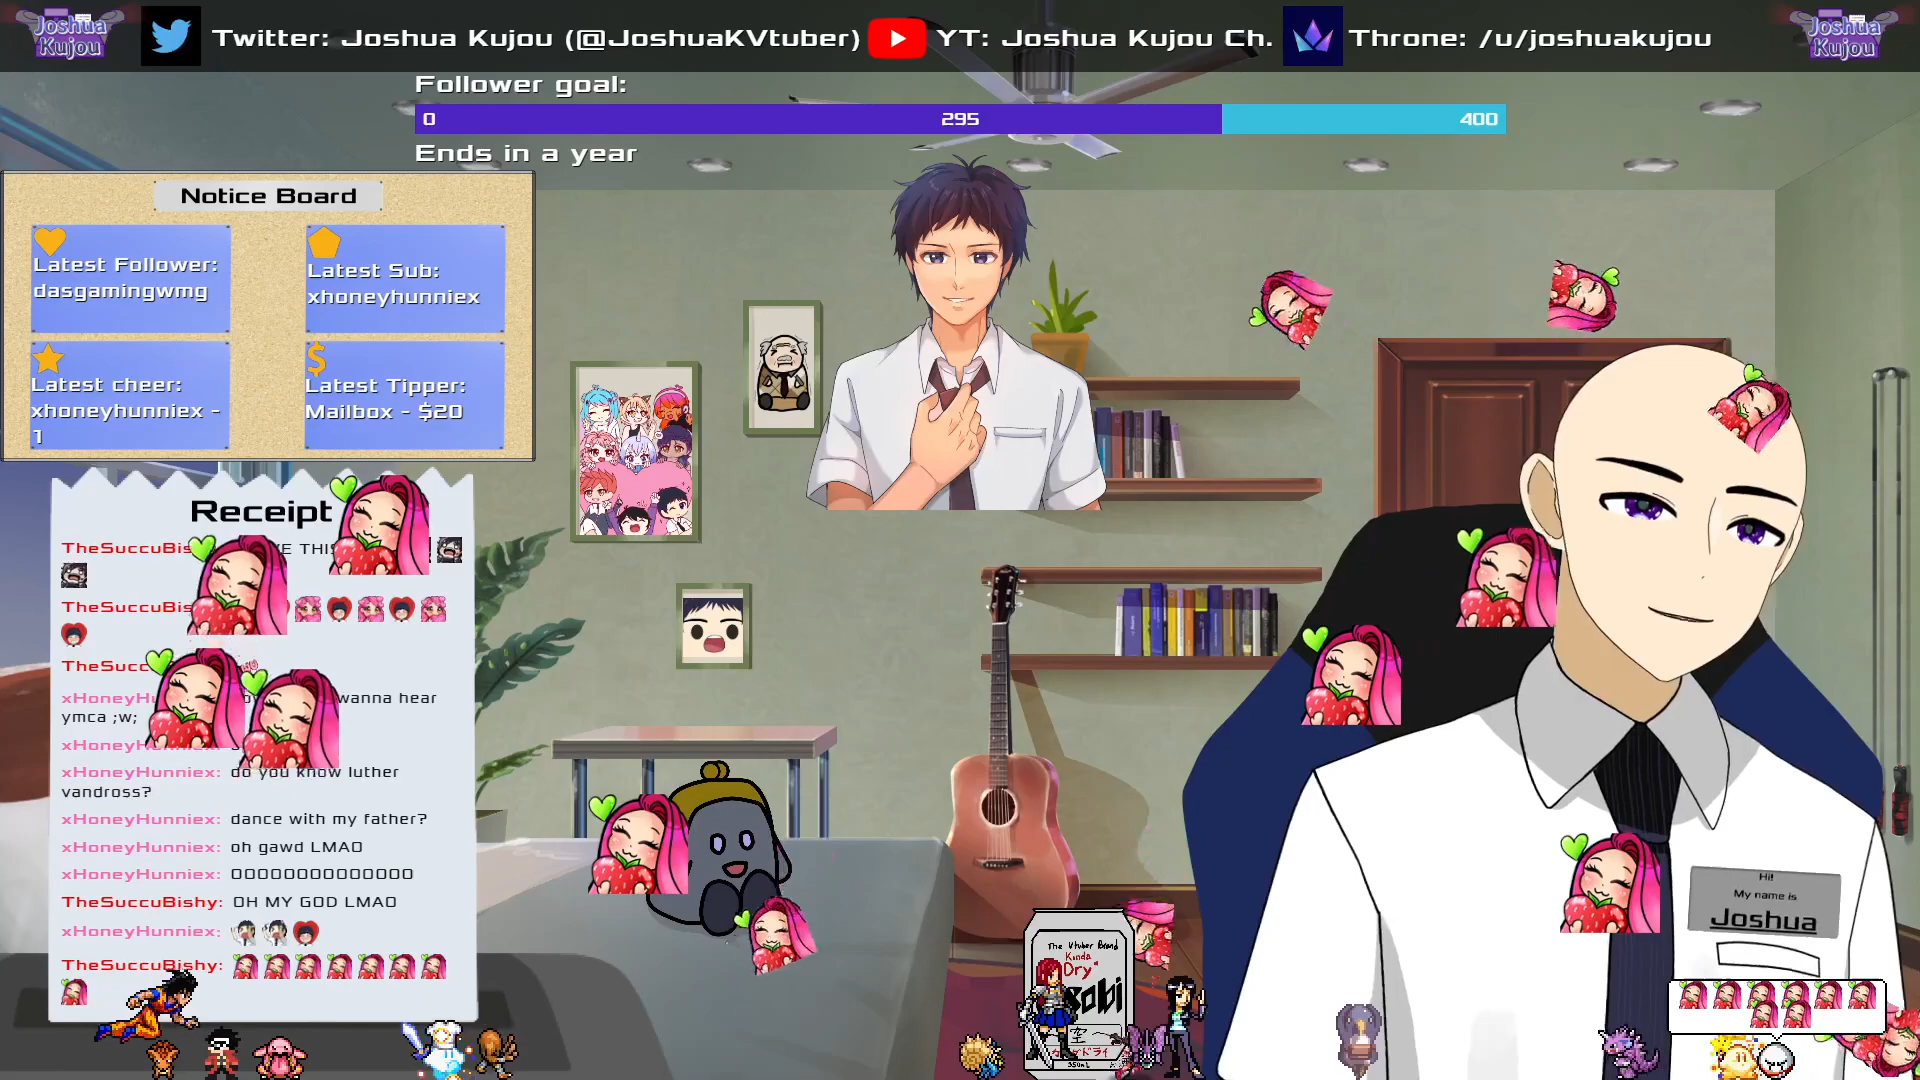 Joshua
Kujou
Twitter: Joshua Kujou (@JoshuaKVtuber)
YT: Joshua Kujou Ch.
Throne: /u/joshuakujou
Joshua
Kujou
Follower goal:
0 295 400
Ends in a year
Notice Board
Latest Follower:
dasgamingwmg
Latest Sub:
xhoneyhunniex
Latest cheer:
xhoneyhunniex -
1
Latest Tipper:
Mailbox - $20
Receipt
TheSuccuBis
TheSuccuBis
TheSucc
xHoneyHu wanna hear
ymca ;w;
xHoneyH
xHoneyHunniex: do you know luther
vandross?
xHoneyHunniex: dance with my father?
xHoneyHunniex: oh gawd LMAO
xHoneyHunniex: OOOOOOOOOOOOOO
TheSuccuBishy: OH MY GOD LMAO
xHoneyHunniex:
TheSuccuBishy:
The Vtuber Brand
Kinda
Dry
350ml
Hi!
My name is
Joshua